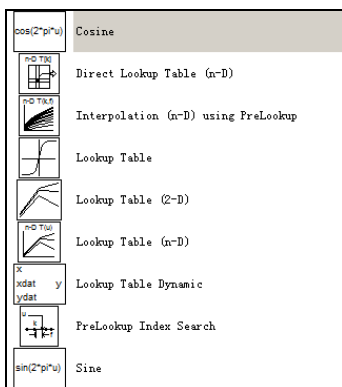 cos(2*pi*u) Cosine
n-D T[k] Direct Lookup Table (n-D)
n-D T(k,f) Interpolation (n-D) using PreLookup
Lookup Table
Lookup Table (2-D)
n-D T(u) Lookup Table (n-D)
x
xdat y Lookup Table Dynamic
ydat
u
k f PreLookup Index Search
sin(2*pi*u) Sine